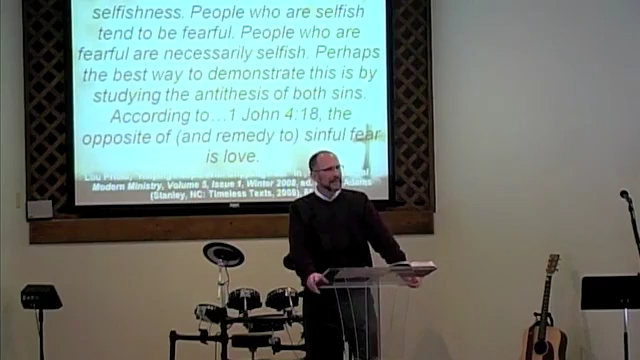 selfishness. People who are selfish
tend to be fearful. People who are
fearful are necessarily selfish. Perhaps
the best way to demonstrate this is by
studying the antithesis of both sins.
According to…1 John 4:18, the
opposite of (and remedy to) sinful fear
is love.
Modern Ministry, Volume 5, Issue 1, Winter 2008, Adams
(Stanley, NC: Timeless Texts, 2008),